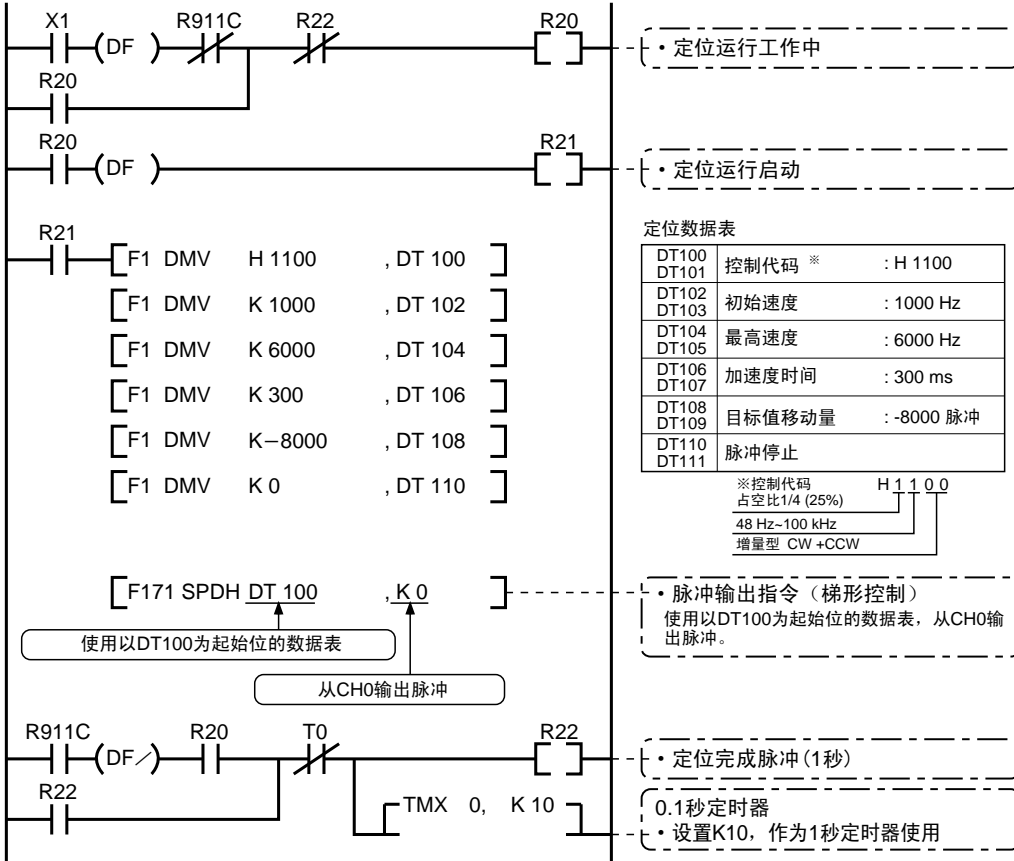 X1 R911C R22 R20
(DF )
・定位运行工作中
R20
R20 R21
(DF )
・定位运行启动
R21
F1 DMV H 1100 , DT 100
F1 DMV K 1000 , DT 102
F1 DMV K 6000 , DT 104
F1 DMV K 300 , DT 106
F1 DMV K−8000 , DT 108
F1 DMV K 0 , DT 110
定位数据表
DT100
DT101 控制代码 ※ : H 1100
DT102
DT103 初始速度 : 1000 Hz
DT104
DT105 最高速度 : 6000 Hz
DT106
DT107 加速度时间 : 300 ms
DT108
DT109 目标值移动量 : -8000 脉冲
DT110
DT111 脉冲停止
※控制代码 H 1 1 0 0
占空比1/4 (25%)
48 Hz~100 kHz
增量型 CW +CCW
F171 SPDH DT 100 , K 0
・脉冲输出指令（梯形控制）
使用以DT100为起始位的数据表，从CH0输
出脉冲。
使用以DT100为起始位的数据表
从CH0输出脉冲
R911C R20 T0 R22
(DF/)
・定位完成脉冲(1秒)
R22
TMX 0, K 10
0.1秒定时器
・设置K10，作为1秒定时器使用